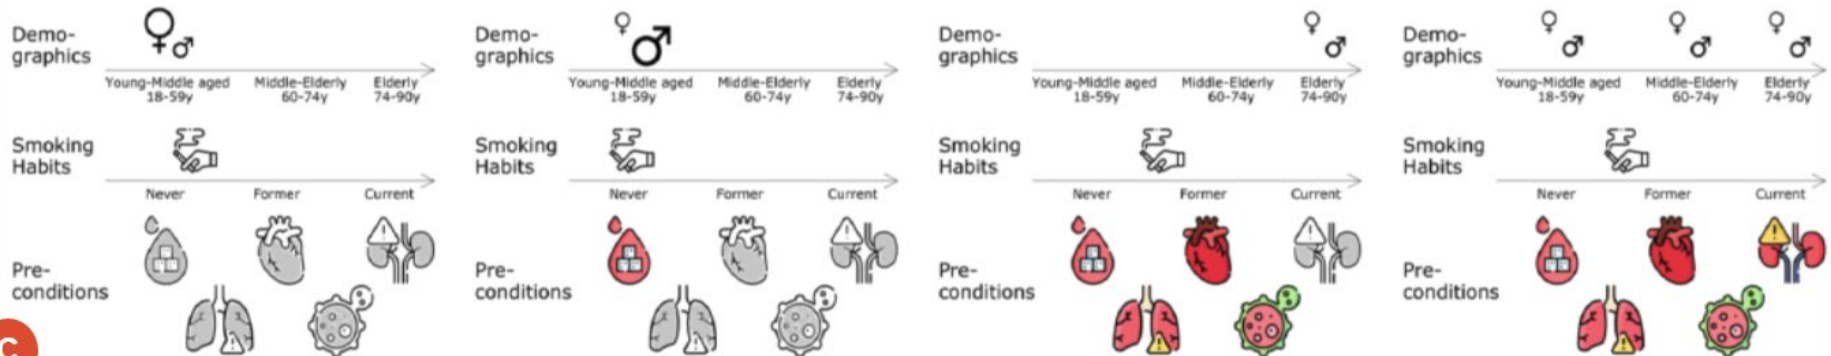 Demo-
graphics
Young-Middle aged
18-59y
Middle-Elderly
60-74y
Elderly
74-90y
Smoking
Habits
Never
Former
Current
Pre-
conditions
Demo-
graphics
Young-Middle aged
18-59y
Middle-Elderly
60-74y
Elderly
74-90y
Smoking
Habits
Never
Former
Current
Pre-
conditions
Demo-
graphics
Young-Middle aged
18-59y
Middle-Elderly
60-74y
Elderly
74-90y
Smoking
Habits
Never
Former
Current
Pre-
conditions
Demo-
graphics
Young-Middle aged
18-59y
Middle-Elderly
60-74y
Elderly
74-90y
Smoking
Habits
Never
Former
Current
Pre-
conditions
C